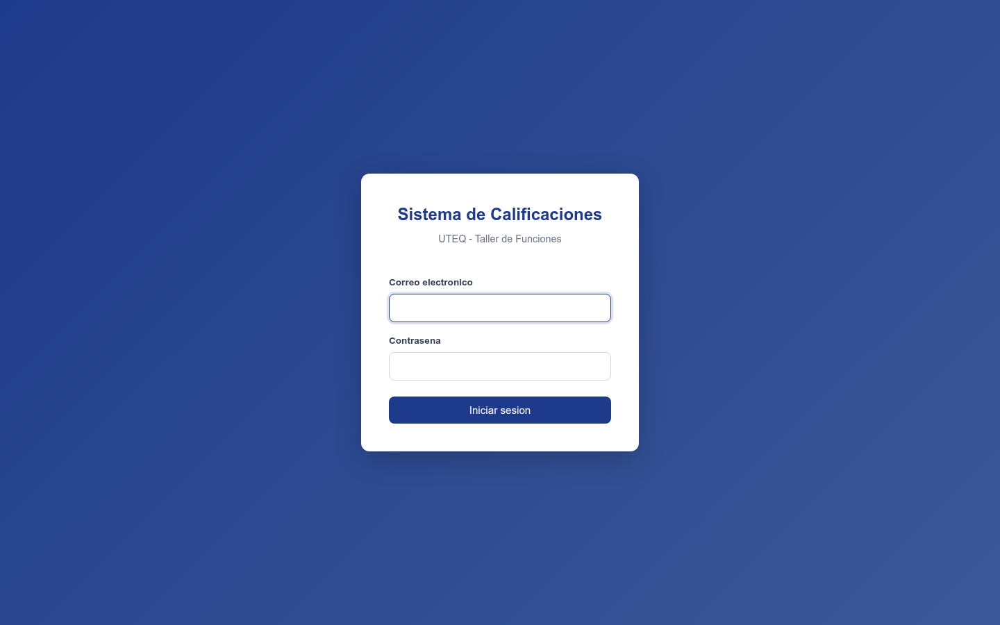 Sistema de Calificaciones
UTEQ - Taller de Funciones
Correo electronico
Contrasena
Iniciar sesion